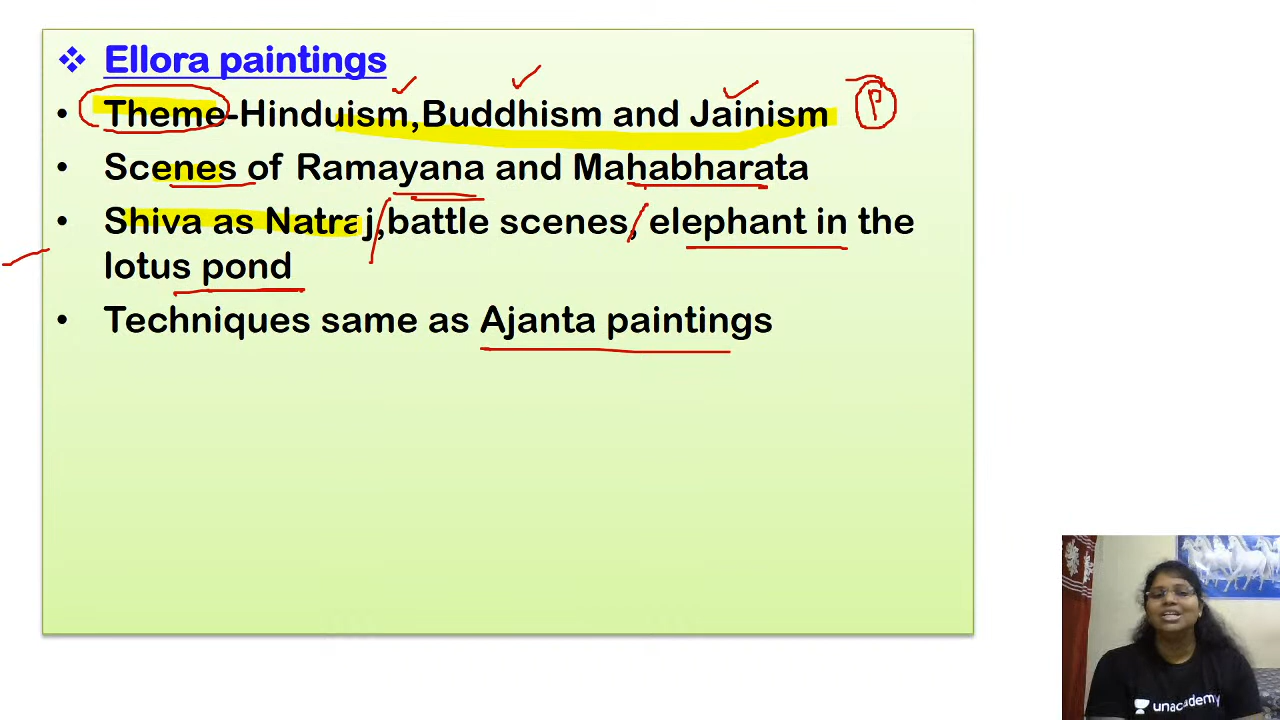 Ellora paintings
Theme-Hinduism,Buddhism and Jainism P
Scenes of Ramayana and Mahabharata
Shiva as Natraj,battle scenes, elephant in the
lotus pond
Techniques same as Ajanta paintings
unacademy